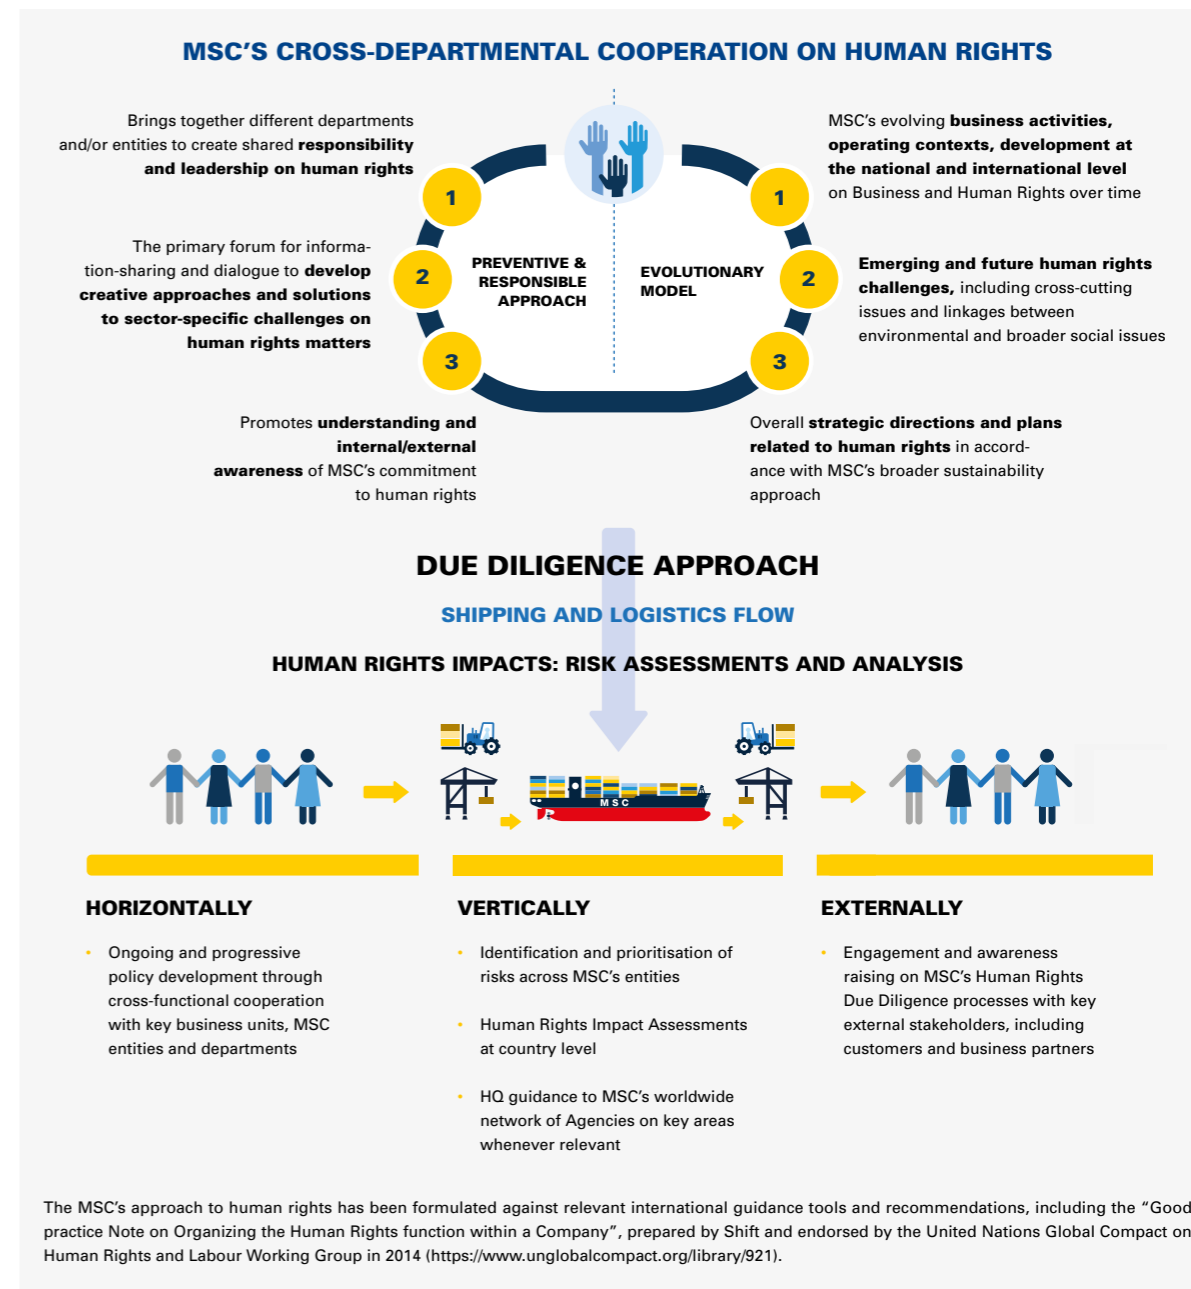 MSC’S CROSS-DEPARTMENTAL COOPERATION ON HUMAN RIGHTS
Brings together different departments
and/or entities to create shared responsibility
and leadership on human rights
1
The primary forum for informa-
tion-sharing and dialogue to develop
creative approaches and solutions
to sector-specific challenges on
human rights matters
2
3
Promotes understanding and
internal/external
awareness of MSC’s commitment
to human rights
PREVENTIVE &
RESPONSIBLE
APPROACH
EVOLUTIONARY
MODEL
1
MSC’s evolving business activities,
operating contexts, development at
the national and international level
on Business and Human Rights over time
2
Emerging and future human rights
challenges, including cross-cutting
issues and linkages between
environmental and broader social issues
3
Overall strategic directions and plans
related to human rights in accord-
ance with MSC’s broader sustainability
approach
DUE DILIGENCE APPROACH
SHIPPING AND LOGISTICS FLOW
HUMAN RIGHTS IMPACTS: RISK ASSESSMENTS AND ANALYSIS
MSC
HORIZONTALLY
• Ongoing and progressive
policy development through
cross-functional cooperation
with key business units, MSC
entities and departments
VERTICALLY
• Identification and prioritisation of
risks across MSC’s entities
• Human Rights Impact Assessments
at country level
• HQ guidance to MSC’s worldwide
network of Agencies on key areas
whenever relevant
EXTERNALLY
• Engagement and awareness
raising on MSC’s Human Rights
Due Diligence processes with key
external stakeholders, including
customers and business partners
The MSC’s approach to human rights has been formulated against relevant international guidance tools and recommendations, including the “Good
practice Note on Organizing the Human Rights function within a Company”, prepared by Shift and endorsed by the United Nations Global Compact on
Human Rights and Labour Working Group in 2014 (https://www.unglobalcompact.org/library/921).